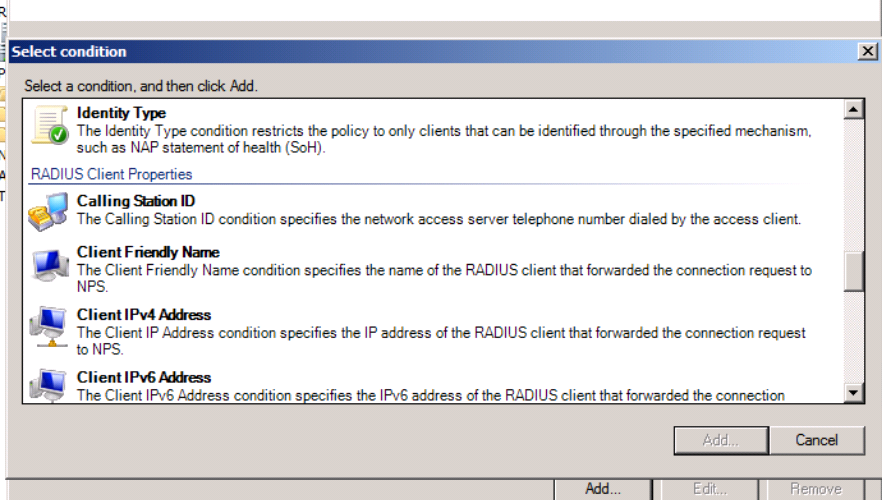 R
Select condition
P
Select a condition, and then click Add.
Identity Type
The Identity Type condition restricts the policy to only clients that can be identified through the specified mechanism,
such as NAP statement of health (SoH).
N
A
RADIUS Client Properties
T
Calling Station ID
The Calling Station ID condition specifies the network access server telephone number dialed by the access client.
Client Friendly Name
The Client Friendly Name condition specifies the name of the RADIUS client that forwarded the connection request to
NPS.
Client IPv4 Address
The Client IP Address condition specifies the IP address of the RADIUS client that forwarded the connection request
to NPS.
Client IPv6 Address
The Client IPv6 Address condition specifies the IPv6 address of the RADIUS client that forwarded the connection
Add...
Cancel
Add...
Edit...
Remove